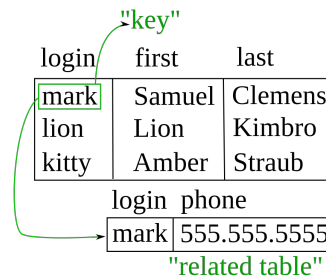 "key"
login first last
mark Samuel Clemens
lion Lion Kimbro
kitty Amber Straub
login phone
mark 555.555.5555
"related table"